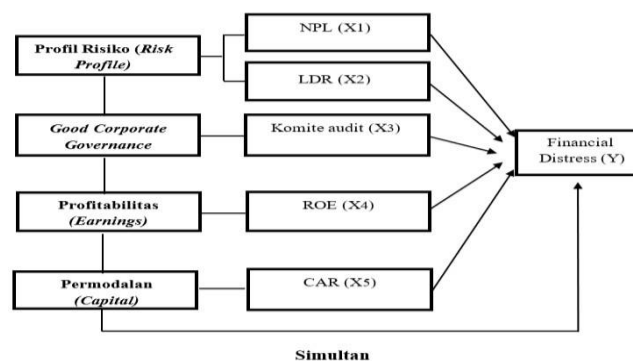 NPL (X1)
Profil Risiko (Risk
Profile)
LDR (X2)
Good Corporate
Governance
Komite audit (X3)
Financial
Distress (Y)
Profitabilitas
(Earnings)
ROE (X4)
Permodalan
(Capital)
CAR (X5)
Simultan